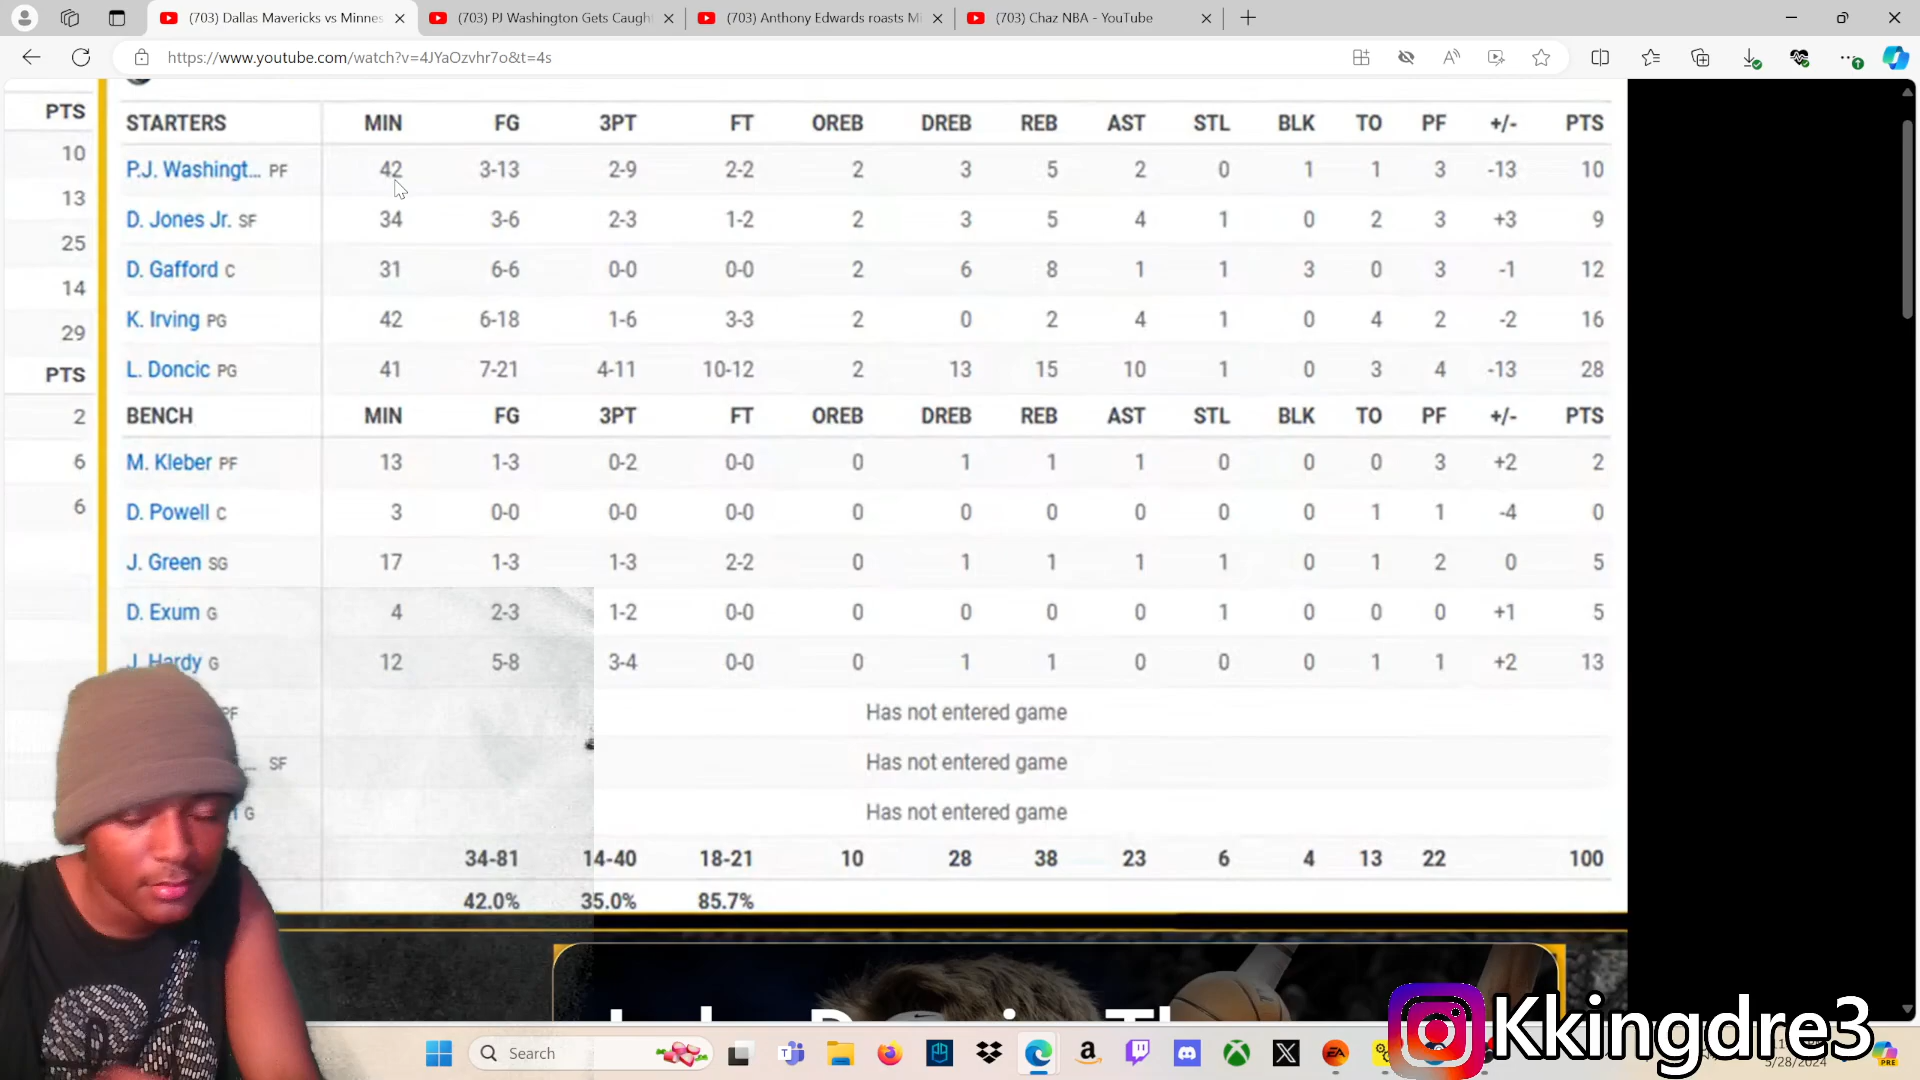 (703) Dallas Mavericks vs Minnes
(703) PJ Washington Gets Caugh
(703) Anthony Edwards roasts Mi
(703) Chaz NBA - YouTube
https://www.youtube.com/watch?v=4JYaOzvhr7o&t=4s
PTS
10
13
25
14
29
PTS
2
6
6
STARTERS MIN FG 3PT FT OREB DREB REB AST STL BLK TO PF +/- PTS
P.J. Washingt... PF 42 3-13 2-9 2-2 2 3 5 2 0 1 1 3 -13 10
D. Jones Jr. SF 34 3-6 2-3 1-2 2 3 5 4 1 0 2 3 +3 9
D. Gafford C 31 6-6 0-0 0-0 2 6 8 1 1 3 0 3 -1 12
K. Irving PG 42 6-18 1-6 3-3 2 0 2 4 1 0 4 2 -2 16
L. Doncic PG 41 7-21 4-11 10-12 2 13 15 10 1 0 3 4 -13 28
BENCH MIN FG 3PT FT OREB DREB REB AST STL BLK TO PF +/- PTS
M. Kleber PF 13 1-3 0-2 0-0 0 1 1 1 0 0 0 3 +2 2
D. Powell C 3 0-0 0-0 0-0 0 0 0 0 0 0 1 1 -4 0
J. Green SG 17 1-3 1-3 2-2 0 1 1 1 1 0 1 2 0 5
D. Exum G 4 2-3 1-2 0-0 0 0 0 0 1 0 0 0 +1 5
J. Hardy G 12 5-8 3-4 0-0 0 1 1 0 0 0 1 1 +2 13
PF Has not entered game
... SF Has not entered game
G Has not entered game
34-81 14-40 18-21 10 28 38 23 6 4 13 22 100
42.0% 35.0% 85.7%
Search
Kkingdre3
5/28/2024
PRE